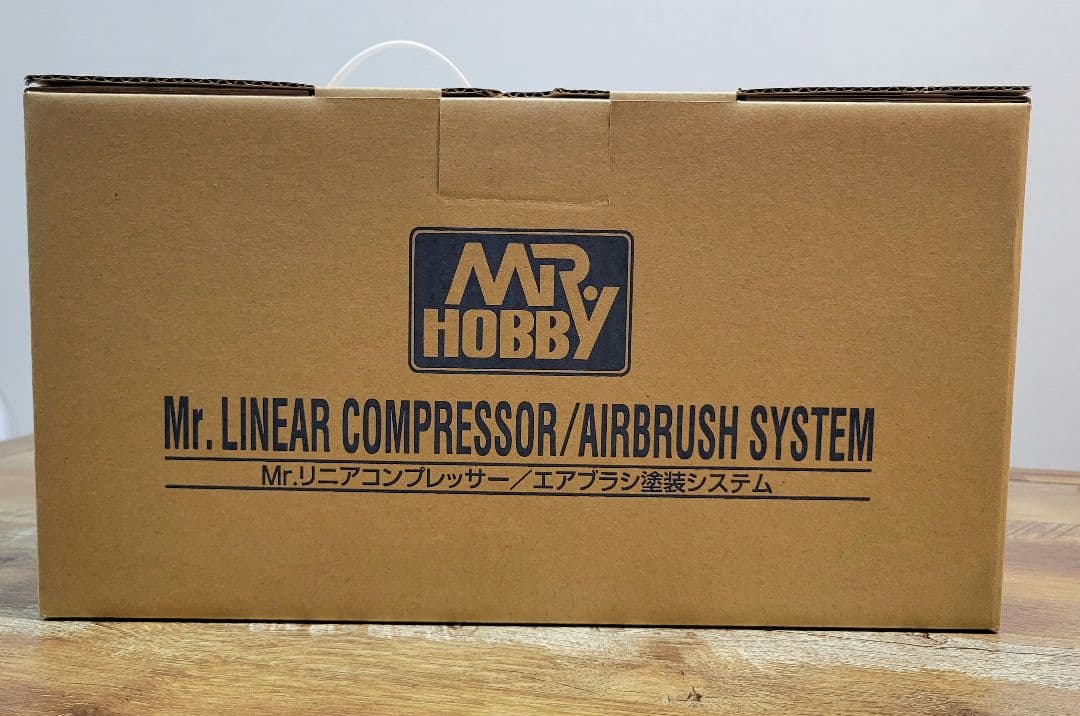 MR.
HOBBY
Mr. LINEAR COMPRESSOR/AIRBRUSH SYSTEM
Mr.リニアコンプレッサー／エアブラシ塗装システム